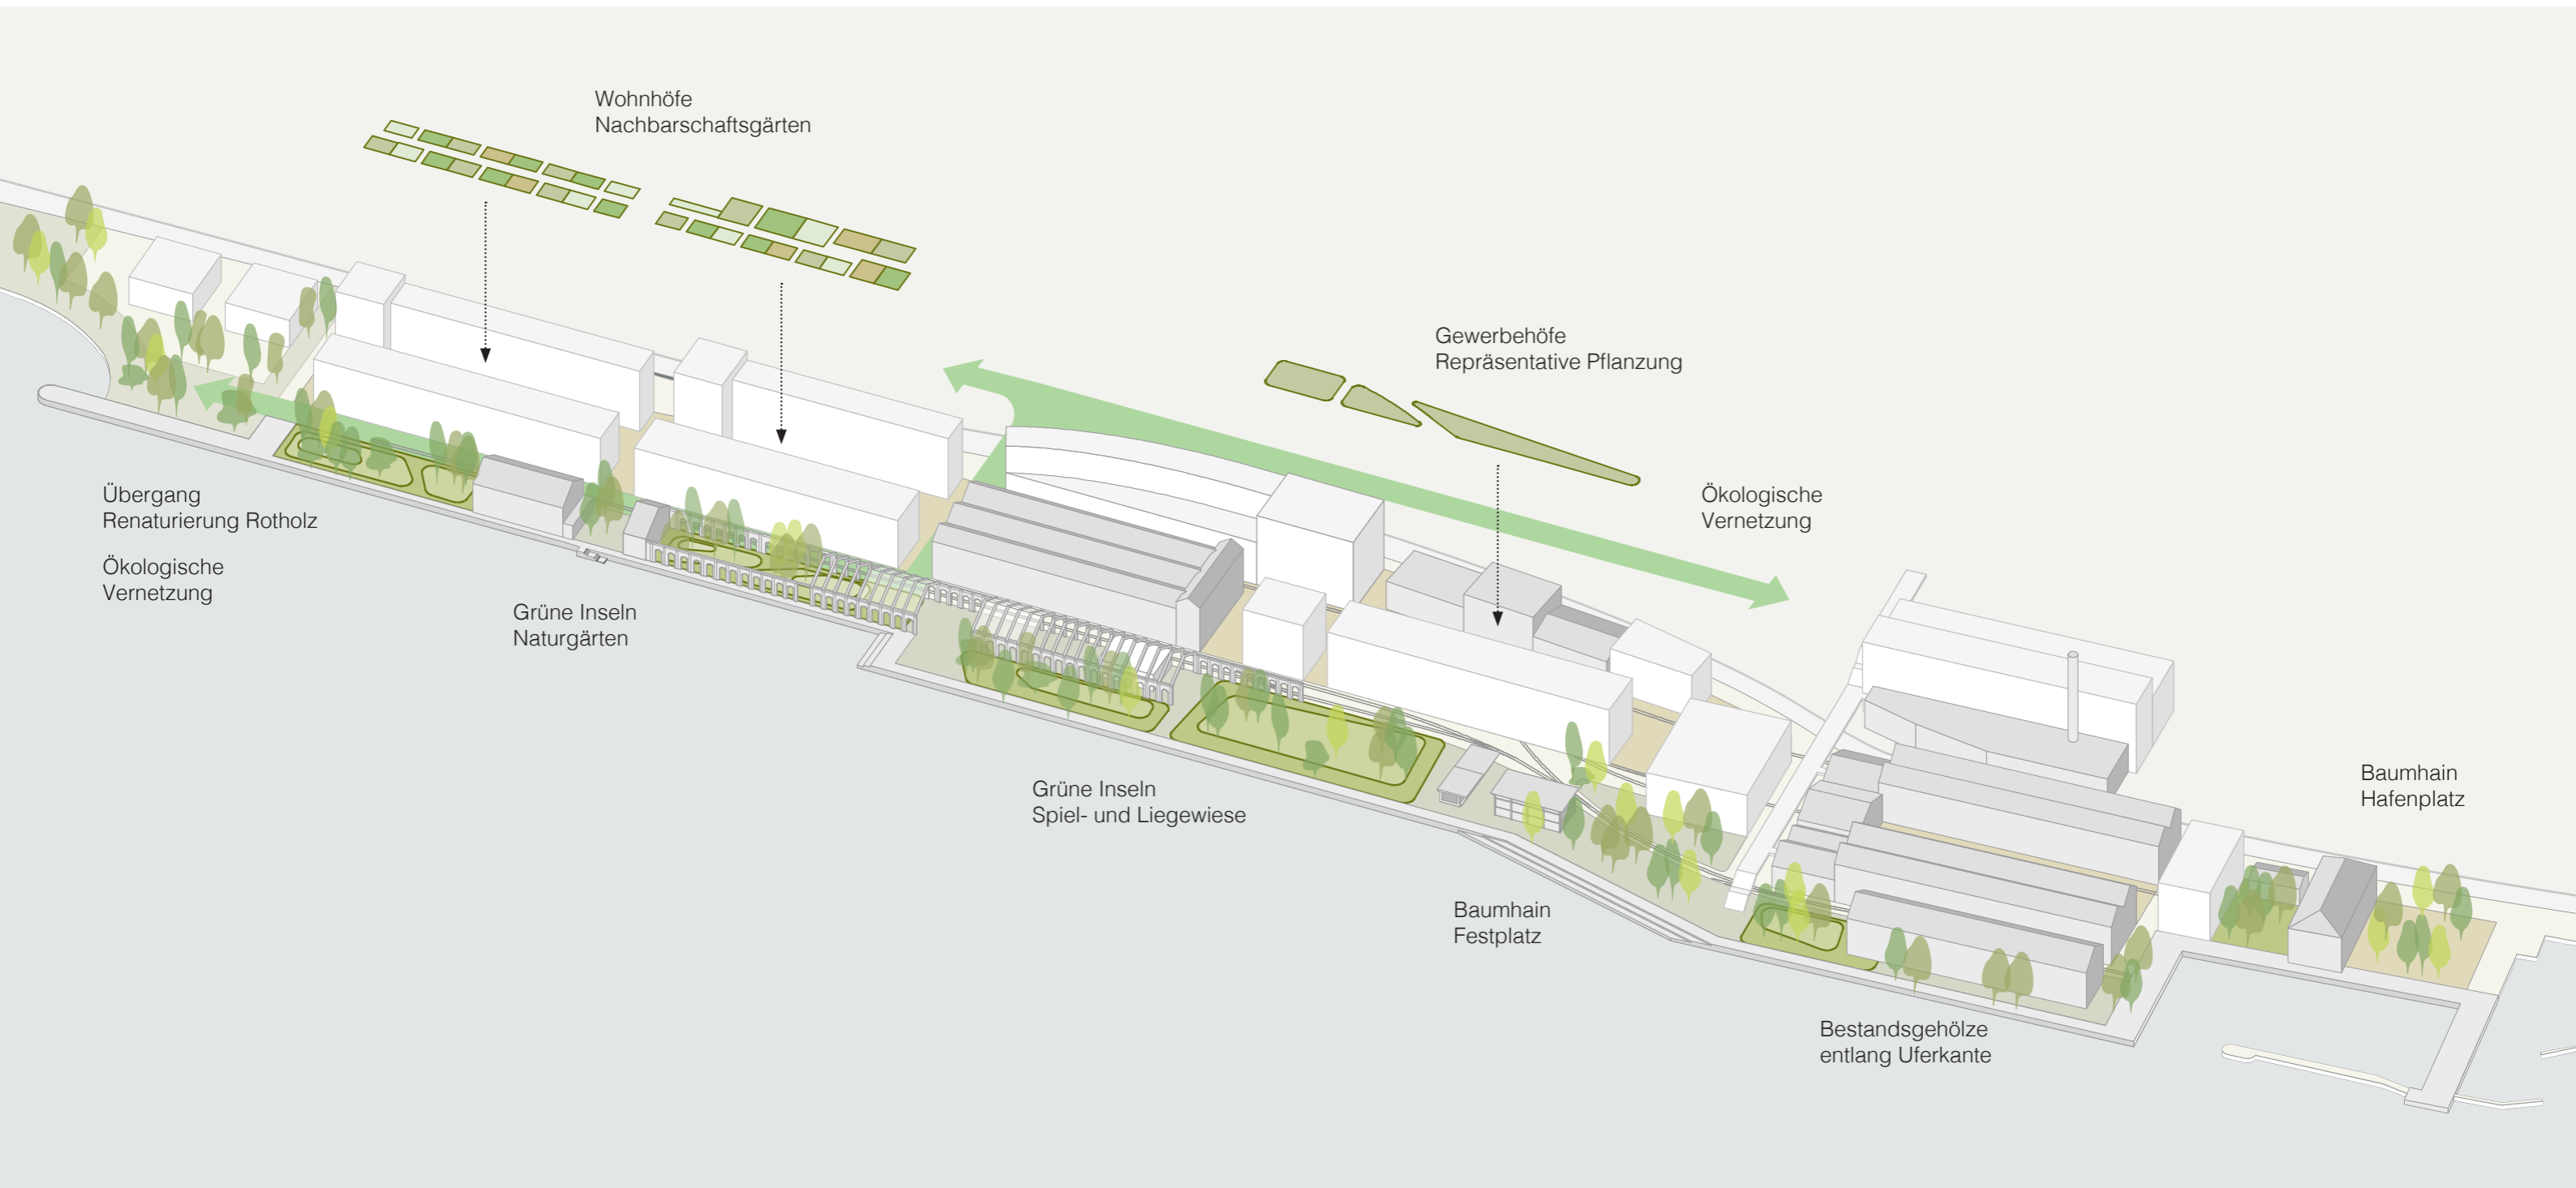 Wohnhöfe
Nachbarschaftsgärten
Gewerbehöfe
Repräsentative Pflanzung
Übergang
Renaturierung Rotholz
Ökologische
Vernetzung
Ökologische
Vernetzung
Grüne Inseln
Naturgärten
Grüne Inseln
Spiel- und Liegewiese
Baumhain
Hafenplatz
Baumhain
Festplatz
Bestandsgehölze
entlang Uferkante